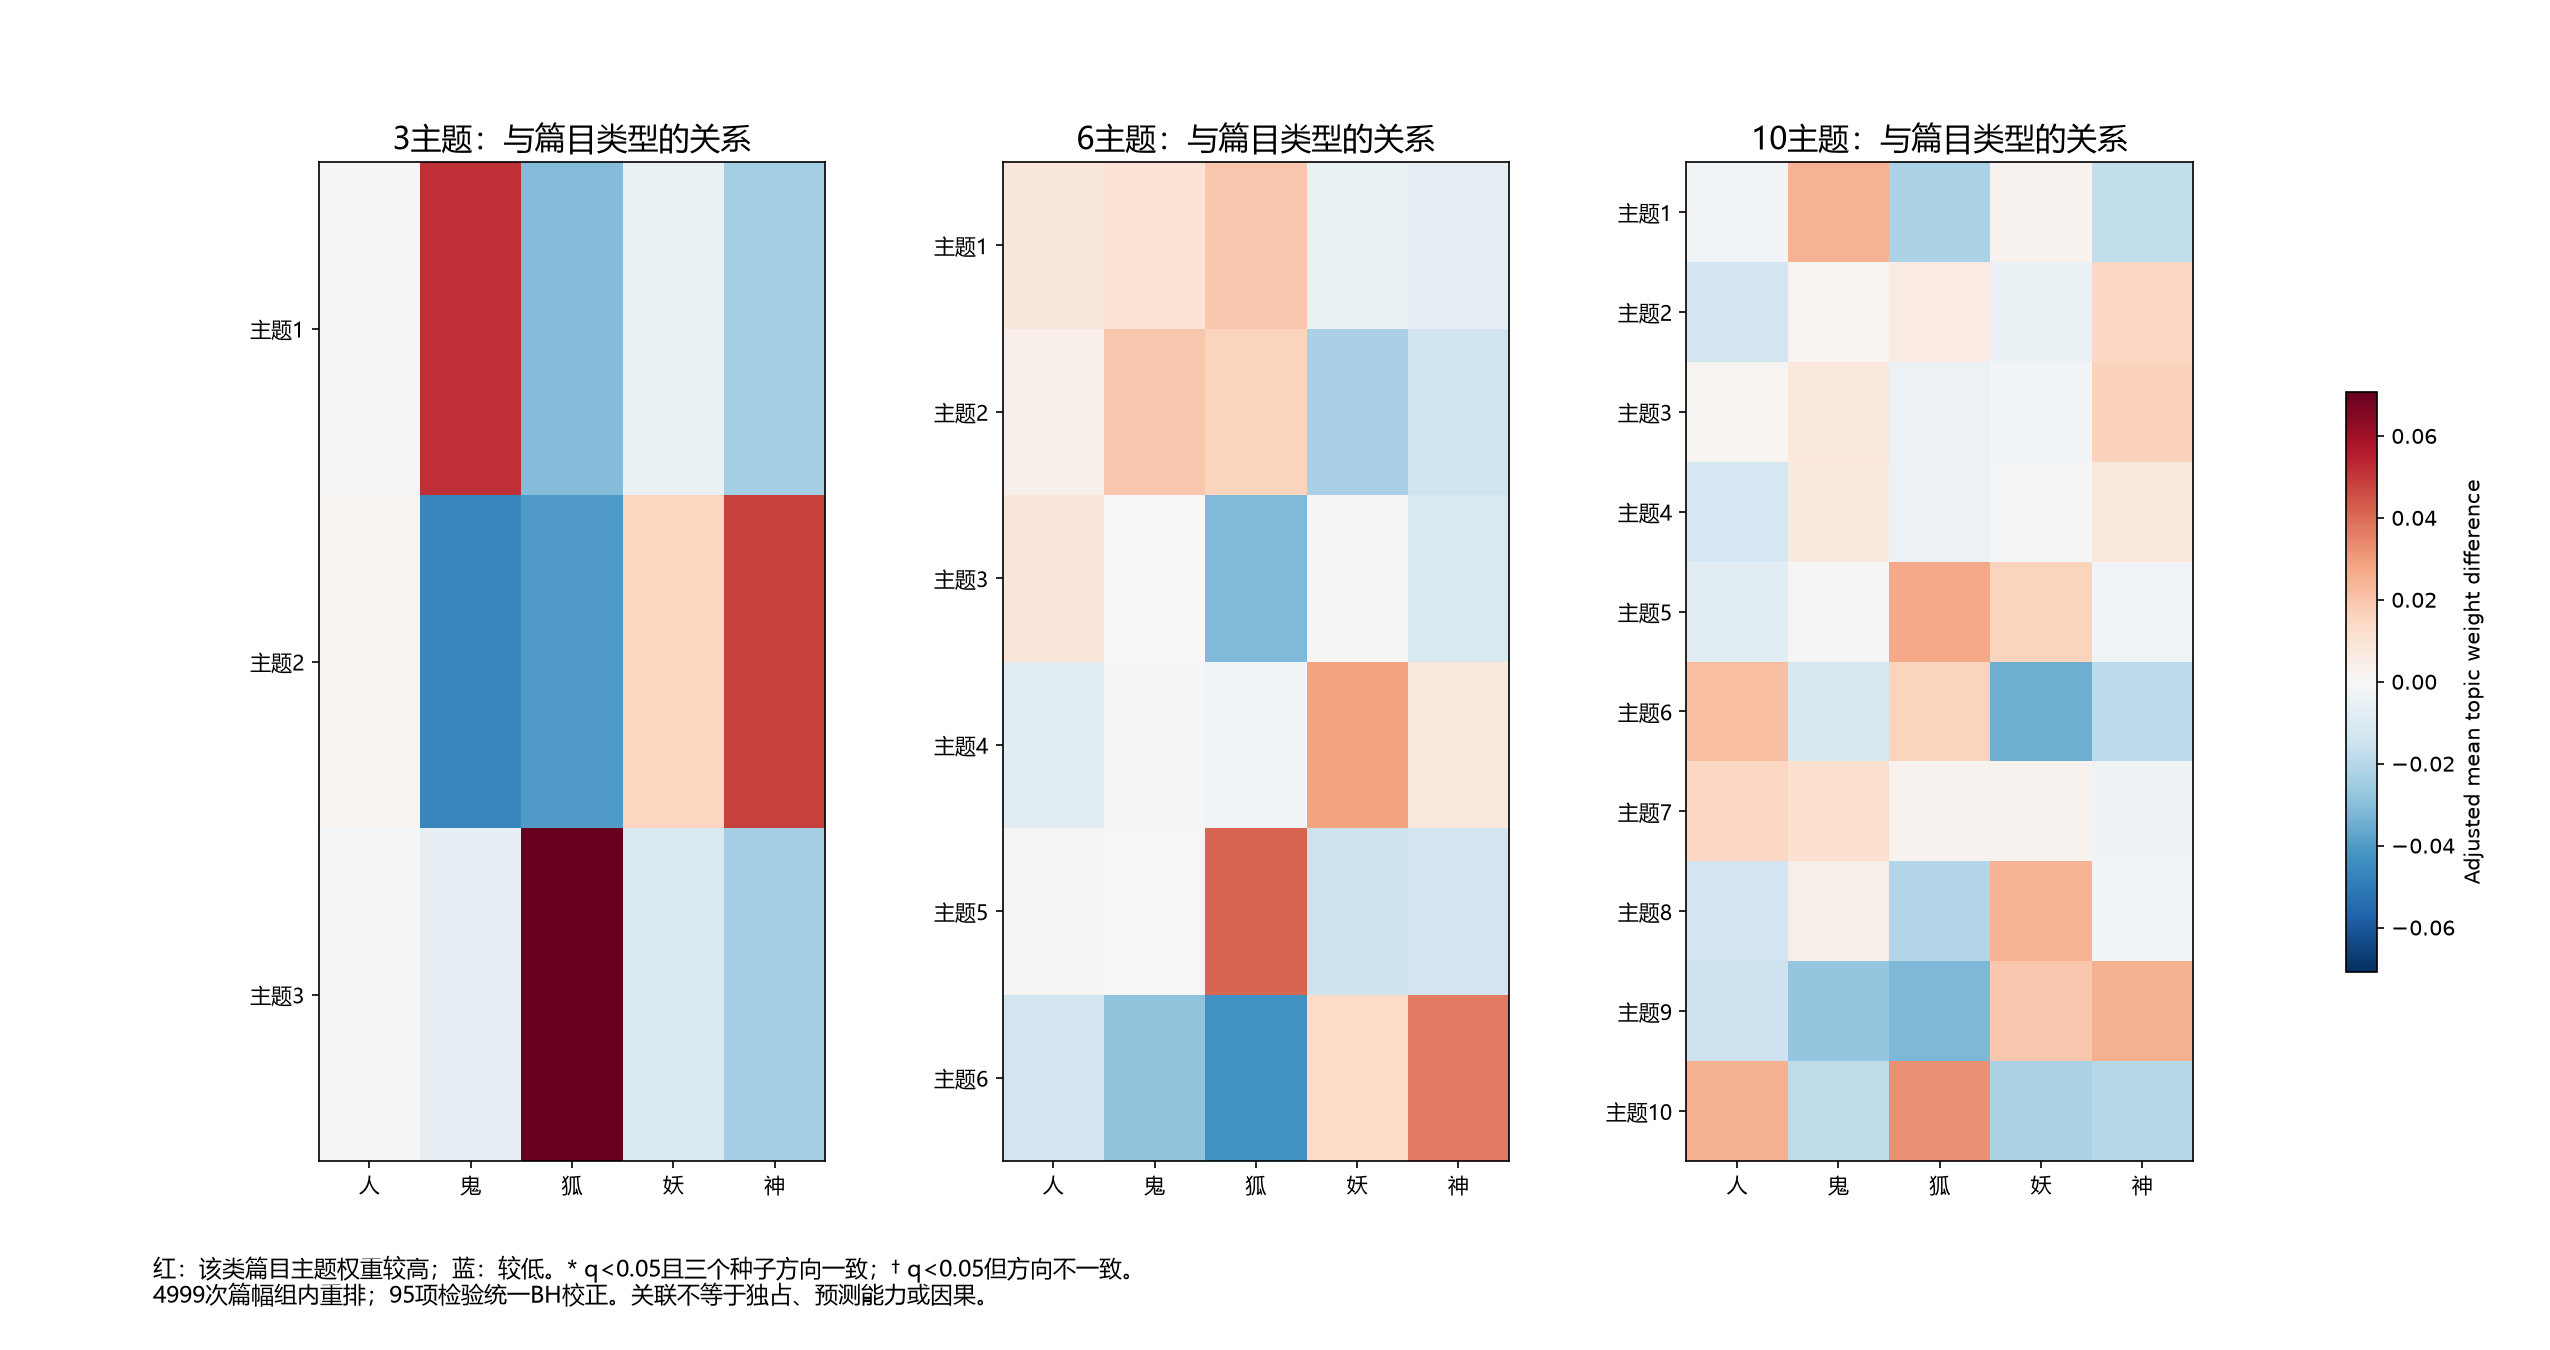 3主题：与篇目类型的关系
主题1
主题2
主题3
人 鬼 狐 妖 神
6主题：与篇目类型的关系
主题1
主题2
主题3
主题4
主题5
主题6
人 鬼 狐 妖 神
10主题：与篇目类型的关系
主题1
主题2
主题3
主题4
主题5
主题6
主题7
主题8
主题9
主题10
人 鬼 狐 妖 神
0.06
0.04
0.02
0.00
−0.02
−0.04
−0.06
Adjusted mean topic weight difference
红：该类篇目主题权重较高；蓝：较低。* q<0.05且三个种子方向一致；† q<0.05但方向不一致。
4999次篇幅组内重排；95项检验统一BH校正。关联不等于独占、预测能力或因果。